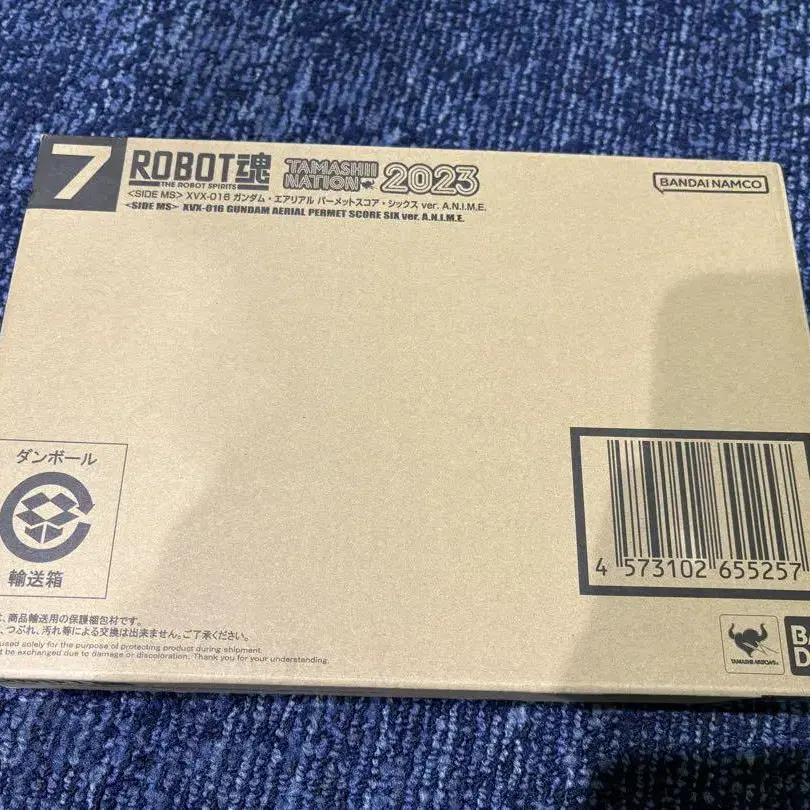 7
ROBOT魂
THE ROBOT SPIRITS
TAMASHII
NATION
2023
BANDAI NAMCO
<SIDE MS> XVX-016 ガンダム・エアリアル パーメットスコア・シックス ver. A.N.I.M.E.
<SIDE MS> XVX-016 GUNDAM AERIAL PERMET SCORE SIX ver. A.N.I.M.E.
ダンボール
輸送箱
4 573102 655257
、商品輸送用の保護梱包材です。
、つぶれ、汚れ等による交換は出来ません。ご了承ください。
used solely for the purpose of protecting product during shipment.
be exchanged due to damage or discoloration. Thank you for your understanding.
TAMASHII NATIONS